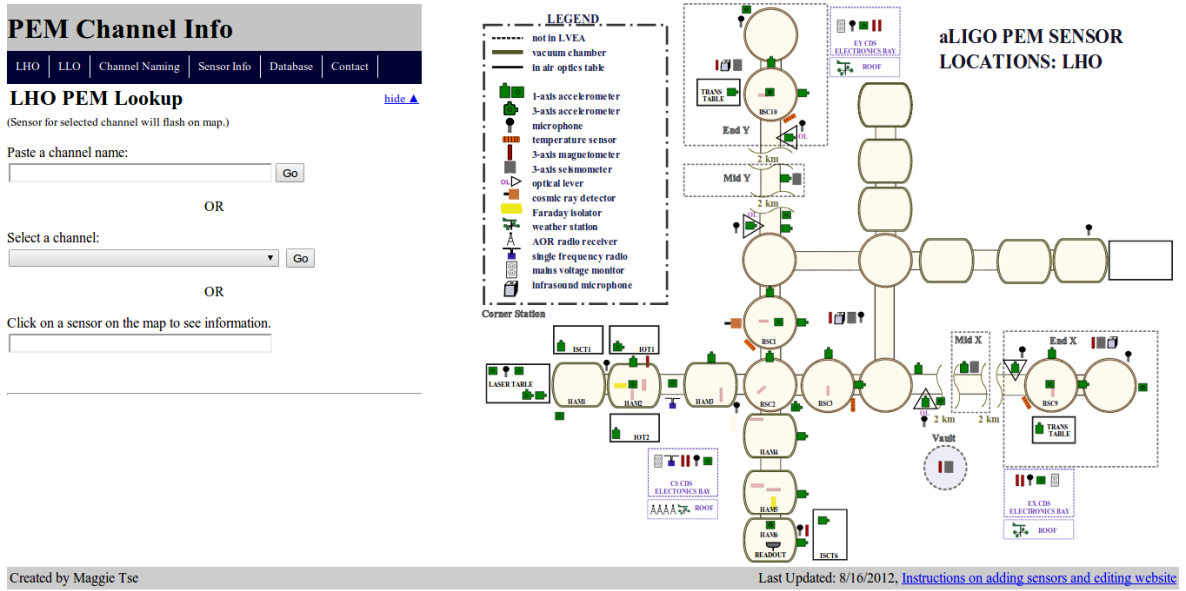 PEM Channel Info
LHO
LLO
Channel Naming
Sensor Info
Database
Contact
LHO PEM Lookup
hide ▲
(Sensor for selected channel will flash on map.)
Paste a channel name:
Go
OR
Select a channel:
Go
OR
Click on a sensor on the map to see information.
LEGEND
not in LVEA
vacuum chamber
in air optics table
1-axis accelerometer
3-axis accelerometer
microphone
temperature sensor
3-axis magnetometer
3-axis seismometer
OL
optical lever
cosmic ray detector
Faraday isolator
weather station
AOR radio receiver
single frequency radio
mains voltage monitor
infrasound microphone
Corner Station
aLIGO PEM SENSOR
LOCATIONS: LHO
EY CDS
ELECTRONICS BAY
ROOF
TRANS
TABLE
BSC10
End Y
OL
2 km
Mid Y
2 km
OL
BSC1
ISCT1
IOT1
LASER TABLE
HAM1
HAM2
HAM3
BSC2
BSC3
IOT2
OL
2 km
Mid X
2 km
End X
BSC9
TRANS
TABLE
Vault
HAM4
HAM5
HAM6
READOUT
ISCT6
CS CDS
ELECTONICS BAY
ROOF
EX CDS
ELECTRONICS BAY
ROOF
Created by Maggie Tse
Last Updated: 8/16/2012, Instructions on adding sensors and editing website